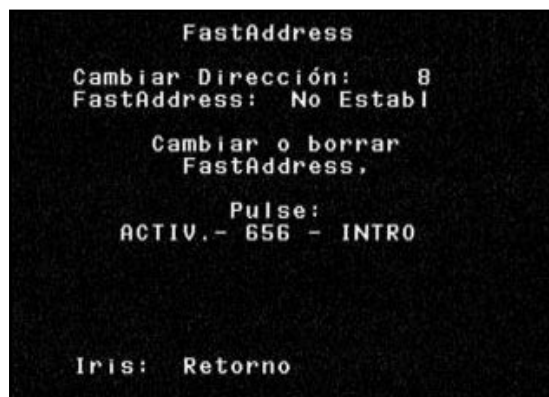 FastAddress
Cambiar Dirección: 8
FastAddress: No Establ
Cambiar o borrar
FastAddress,
Pulse:
ACTIV.- 656 - INTRO
Iris: Retorno